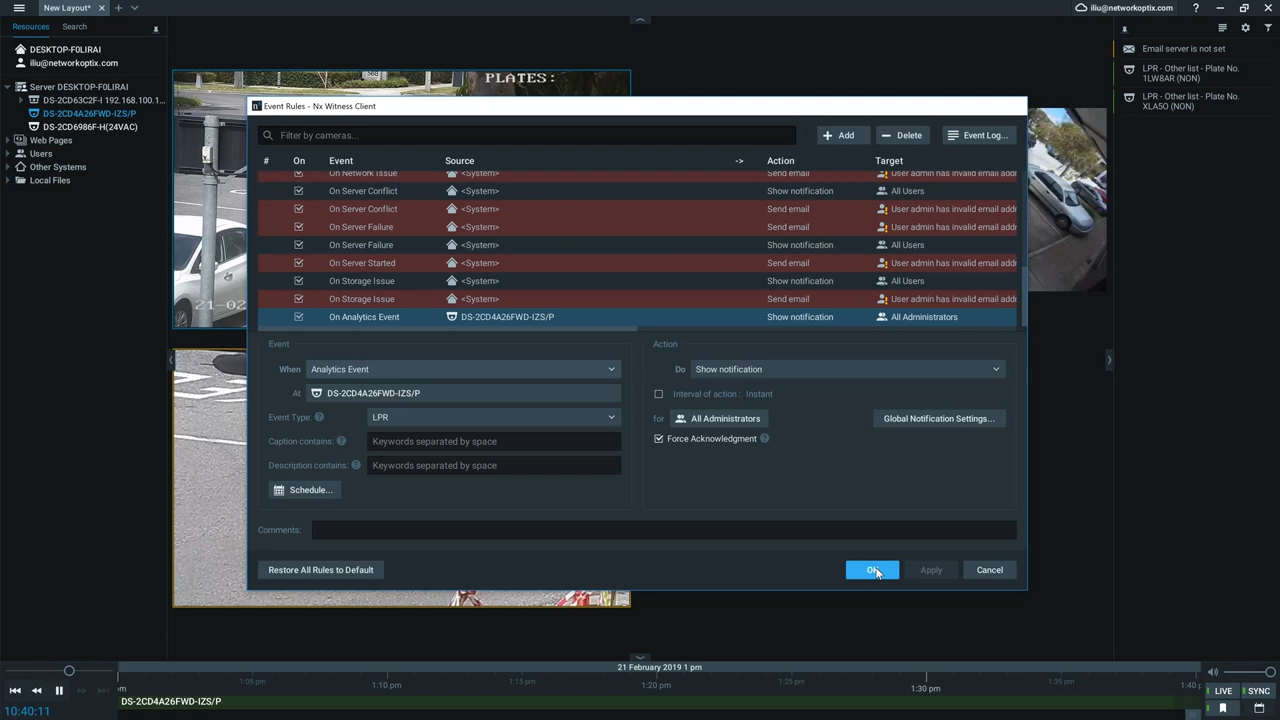 New Layout*
iliu@networkoptix.com
Resources
Search
DESKTOP-F0LIRAI
iliu@networkoptix.com
Server DESKTOP-F0LIRAI
DS-2CD63C2F-I 192.168.100.1...
DS-2CD4A26FWD-IZS/P
DS-2CD6986F-H(24VAC)
Web Pages
Users
Other Systems
Local Files
PLATES:
21-02
Email server is not set
LPR - Other list - Plate No.
1LW8AR (NON)
LPR - Other list - Plate No.
XLA50 (NON)
Event Rules - Nx Witness Client
Filter by cameras...
Add
Delete
Event Log...
# On Event Source -> Action Target
On Network Issue <System> Send email User admin has invalid email addr
On Server Conflict <System> Show notification All Users
On Server Conflict <System> Send email User admin has invalid email addr
On Server Failure <System> Send email User admin has invalid email addr
On Server Failure <System> Show notification All Users
On Server Started <System> Send email User admin has invalid email addr
On Storage Issue <System> Show notification All Users
On Storage Issue <System> Send email User admin has invalid email addr
On Analytics Event DS-2CD4A26FWD-IZS/P Show notification All Administrators
Event
When Analytics Event
At DS-2CD4A26FWD-IZS/P
Event Type: LPR
Caption contains: Keywords separated by space
Description contains: Keywords separated by space
Schedule...
Action
Do Show notification
Interval of action : Instant
for All Administrators Global Notification Settings...
Force Acknowledgment
Comments:
Restore All Rules to Default
OK
Apply
Cancel
21 February 2019 1 pm
pm 1:05 pm 1:10 pm 1:15 pm 1:20 pm 1:25 pm 1:30 pm 1:35 pm 1:40
DS-2CD4A26FWD-IZS/P
10:40:11
LIVE
SYNC